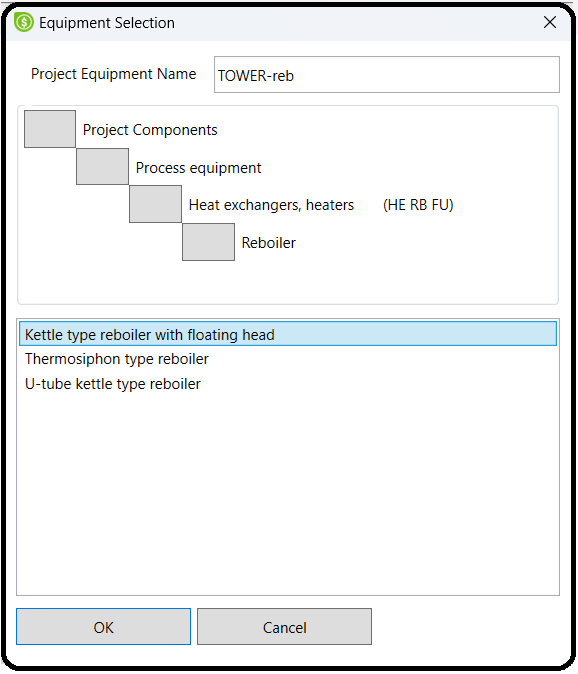 Equipment Selection
Project Equipment Name TOWER-reb
Project Components
Process equipment
Heat exchangers, heaters (HE RB FU)
Reboiler
Kettle type reboiler with floating head
Thermosiphon type reboiler
U-tube kettle type reboiler
OK Cancel